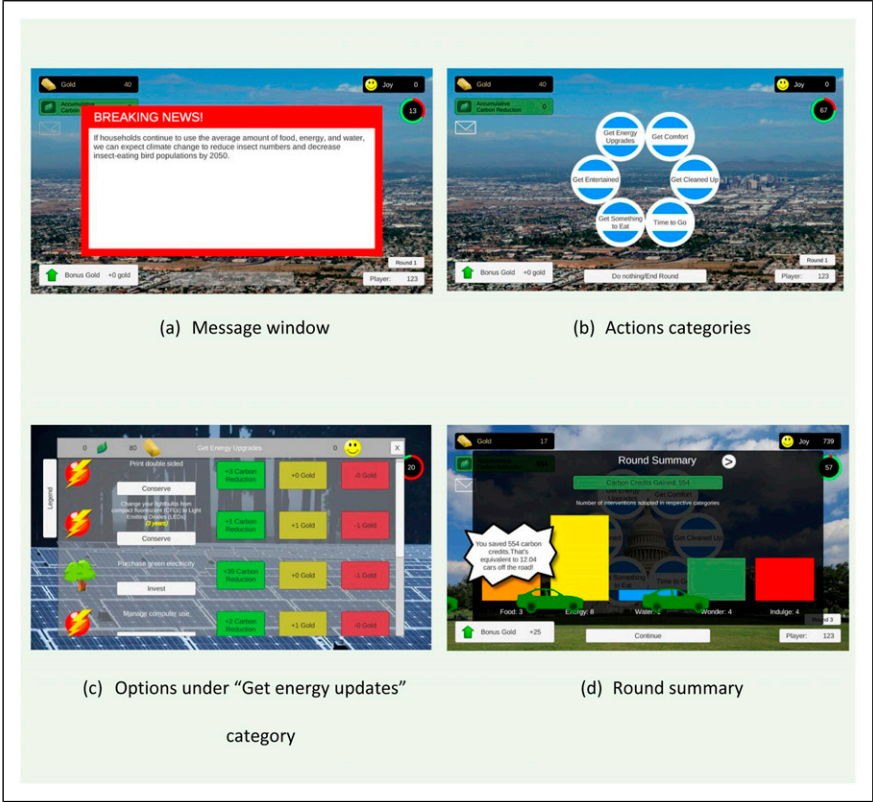 Gold 40
Joy 0
Accumulative
Carbon
13
BREAKING NEWS!
If households continue to use the average amount of food, energy, and water,
we can expect climate change to reduce insect numbers and decrease
insect-eating bird populations by 2050.
Round 1
Bonus Gold +0 gold
Player: 123
(a) Message window
Gold 40
Joy 0
Accumulative
Carbon Reduction 0
67
Get Energy
Upgrades
Get Comfort
Get Entertained
Get Cleaned Up
Get Something
to Eat
Time to Go
Round 1
Bonus Gold +0 gold
Do nothing/End Round
Player: 123
(b) Actions categories
0 80 Get Energy Upgrades 0 X
20
Legend
Print double sided
+3 Carbon
Reduction
+0 Gold
-0 Gold
Conserve
Change your lightbulbs from
compact fluorescent (CFLs) to Light
Emitting Diodes (LEDs)
(3 years)
+1 Carbon
Reduction
+1 Gold
-1 Gold
Conserve
Purchase green electricity
+39 Carbon
Reduction
+0 Gold
-1 Gold
Invest
Manage computer use
+2 Carbon
Reduction
+1 Gold
-0 Gold
(c) Options under “Get energy updates”
category
Gold 17
Joy 739
57
Round Summary >
Carbon Credits Gained: 554
Number of interventions adopted in respective categories
Get Comfort
Get Cleaned Up
Something
to Eat
Time to Go
You saved 554 carbon
credits.That's
equivalent to 12.04
cars off the road!
Food: 3
Energy: 8
Water:
Wonder: 4
Indulge: 4
Round 3
Bonus Gold +25
Continue
Player: 123
(d) Round summary